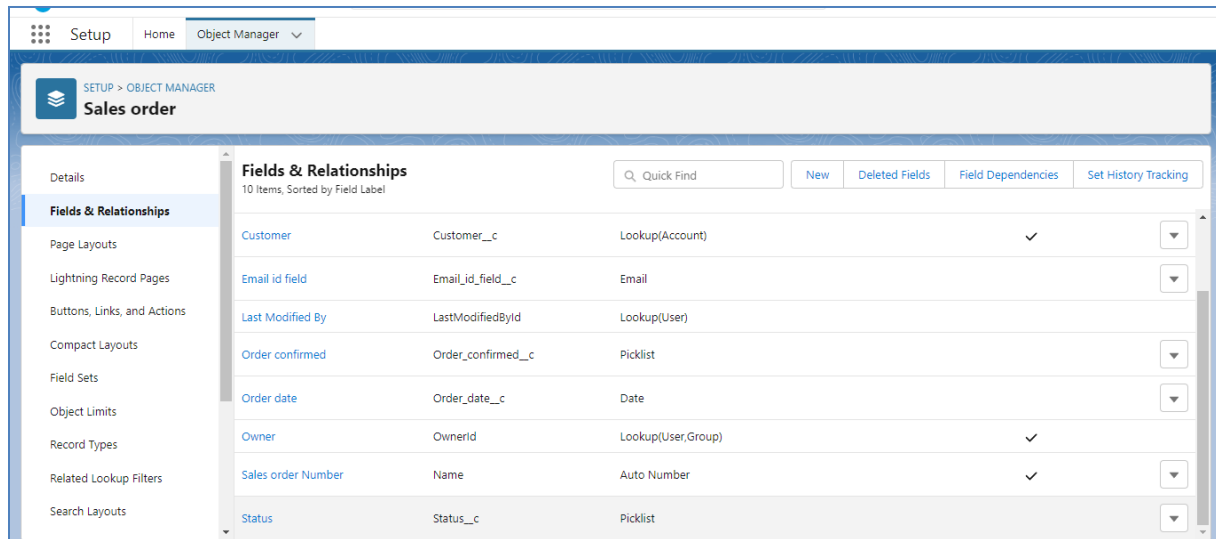 Setup Home Object Manager
SETUP > OBJECT MANAGER
Sales order
Details
Fields & Relationships
Page Layouts
Lightning Record Pages
Buttons, Links, and Actions
Compact Layouts
Field Sets
Object Limits
Record Types
Related Lookup Filters
Search Layouts
Fields & Relationships
10 Items, Sorted by Field Label
Quick Find New Deleted Fields Field Dependencies Set History Tracking
Customer Customer__c Lookup(Account)
Email id field Email_id_field__c Email
Last Modified By LastModifiedById Lookup(User)
Order confirmed Order_confirmed__c Picklist
Order date Order_date__c Date
Owner OwnerId Lookup(User,Group)
Sales order Number Name Auto Number
Status Status__c Picklist